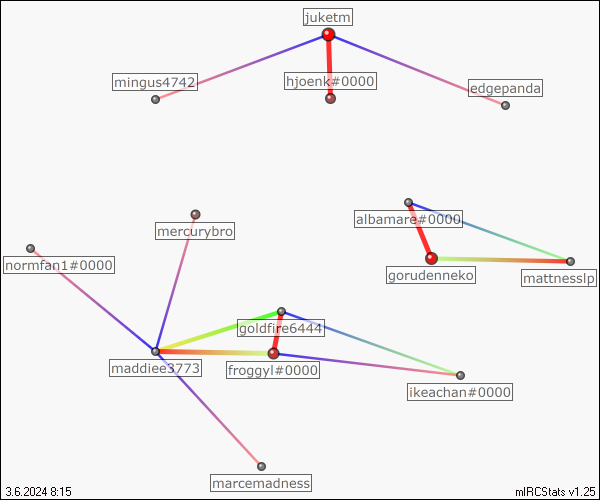 juketm
mingus4742
hjoenk#0000
edgepanda
albamare#0000
mercurybro
normfan1#0000
gorudenneko
mattnesslp
goldfire6444
maddiee3773
froggyl#0000
ikeachan#0000
marcemadness
3.6.2024 8:15
mIRCStats v1.25